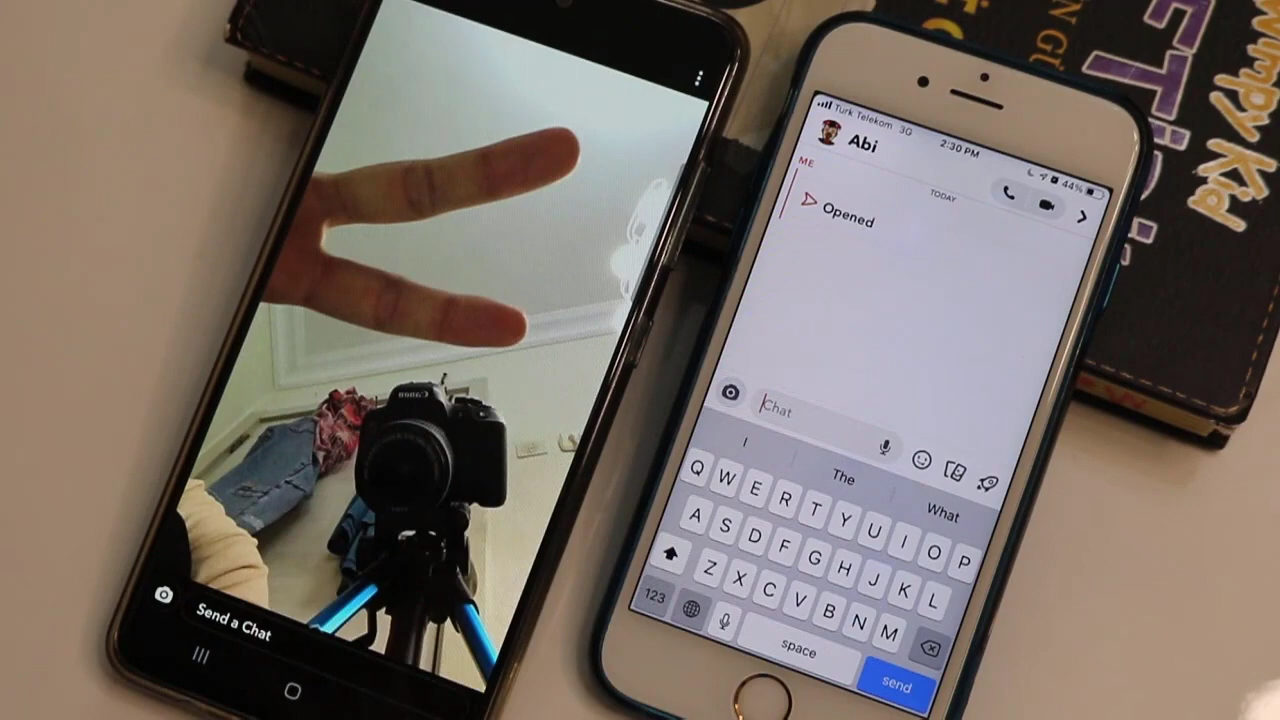 Canon
Send a Chat
Türk Telekom 3G
2:30 PM
44%
Abi
ME
TODAY
Opened
Chat
I The What
Q W E R T Y U I O P
A S D F G H J K L
Z X C V B N M
123 space send
Wimpy Kid